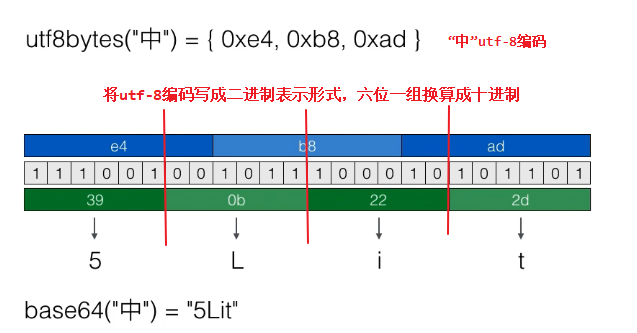 utf8bytes("中") = { 0xe4, 0xb8, 0xad } “中”utf-8编码
将utf-8编码写成二进制表示形式，六位一组换算成十进制
e4 b8 ad
1 1 1 0 0 1 0 0 1 0 1 1 1 0 0 0 1 0 1 0 1 1 0 1
39 0b 22 2d
5 L i t
base64("中") = "5Lit"